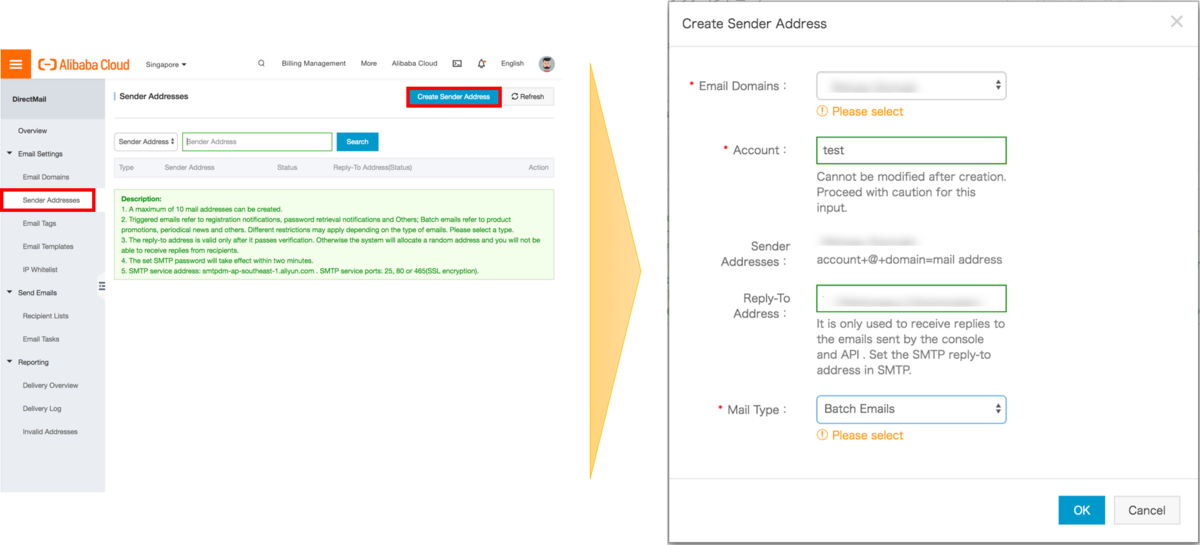 Alibaba Cloud
Singapore
Billing Management
More
Alibaba Cloud
English
DirectMail
Overview
Email Settings
Email Domains
Sender Addresses
Email Tags
Email Templates
IP Whitelist
Send Emails
Recipient Lists
Email Tasks
Reporting
Delivery Overview
Delivery Log
Invalid Addresses
Sender Addresses
Create Sender Address
Refresh
Sender Address
Sender Address
Search
Type
Sender Address
Status
Reply-To Address(Status)
Action
Description:
1. A maximum of 10 mail addresses can be created.
2. Triggered emails refer to registration notifications, password retrieval notifications and Others; Batch emails refer to product
promotions, periodical news and others. Different restrictions may apply depending on the type of emails. Please select a type.
3. The reply-to address is valid only after it passes verification. Otherwise the system will allocate a random address and you will not be
able to receive replies from recipients.
4. The set SMTP password will take effect within two minutes.
5. SMTP service address: smtpdm-ap-southeast-1.aliyun.com . SMTP service ports: 25, 80 or 465(SSL encryption).
Create Sender Address
* Email Domains :
Please select
* Account :
test
Cannot be modified after creation.
Proceed with caution for this
input.
Sender
Addresses :
account+@+domain=mail address
Reply-To
Address :
It is only used to receive replies to
the emails sent by the console
and API . Set the SMTP reply-to
address in SMTP.
* Mail Type :
Batch Emails
Please select
OK
Cancel